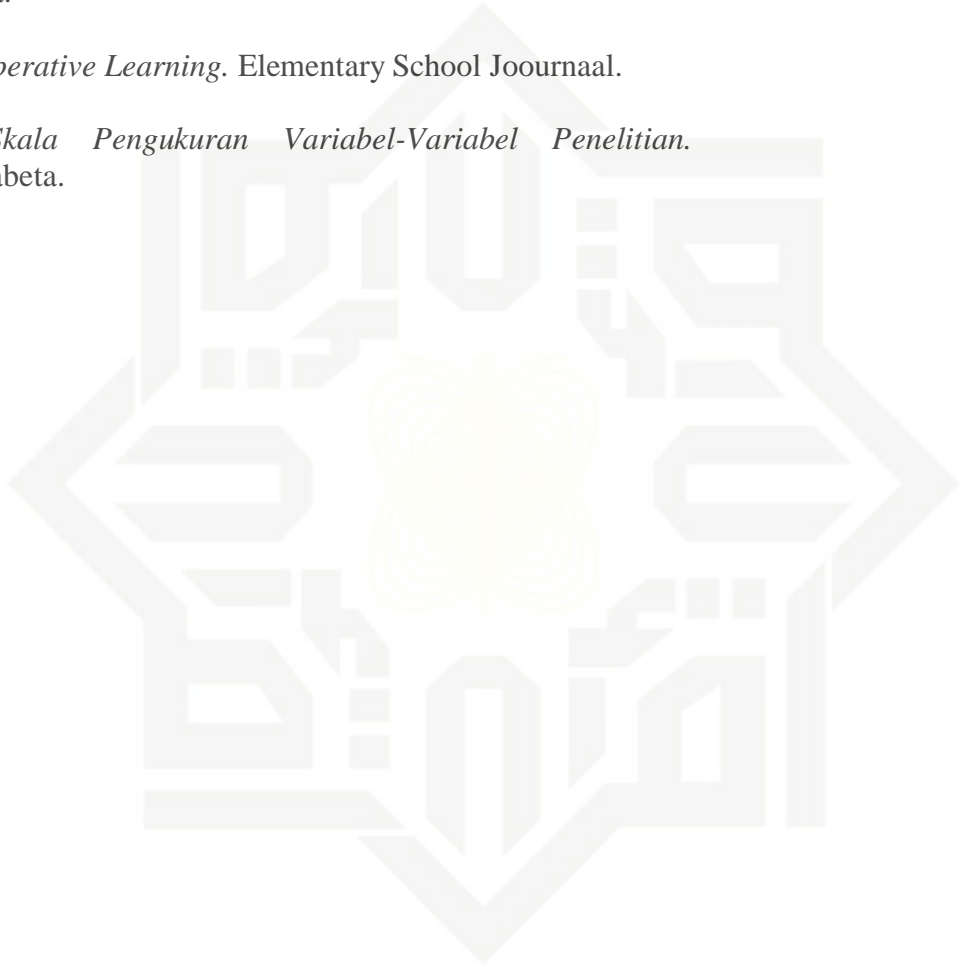 perative Learning. Elementary School Joournaal.
kala Pengukuran Variabel-Variabel Penelitian.
beta.